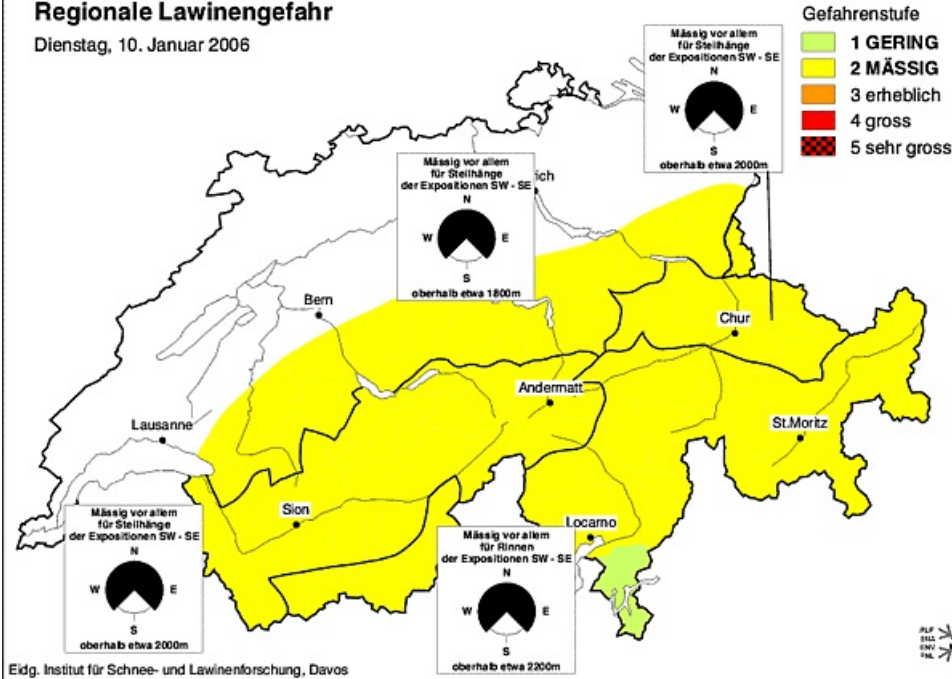 Regionale Lawinengefahr
Dienstag, 10. Januar 2006
Gefahrenstufe
1 GERING
2 MÄSSIG
3 erheblich
4 gross
5 sehr gross
Mässig vor allem
für Steilhänge
der Expositionen SW - SE
N
W E
S
oberhalb etwa 2000m
Mässig vor allem
für Steilhänge
der Expositionen SW - SE
N
W E
S
oberhalb etwa 1800m
rich
Bern
Chur
Andermatt
Lausanne
St.Moritz
Sion
Locarno
Mässig vor allem
für Steilhänge
der Expositionen SW - SE
N
W E
S
oberhalb etwa 2000m
Mässig vor allem
für Rinnen
der Expositionen SW - SE
N
W E
S
oberhalb etwa 2200m
Eidg. Institut für Schnee- und Lawinenforschung, Davos